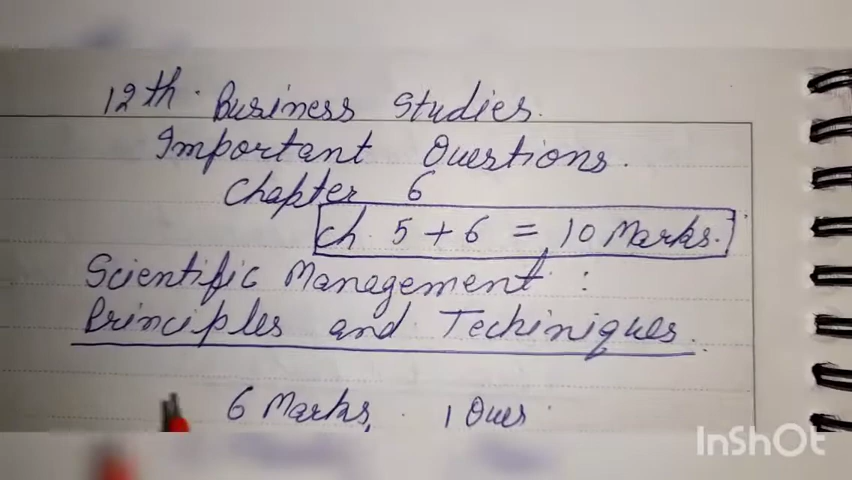 12th. Business Studies.
Important Questions.
Chapter 6
Ch. 5 + 6 = 10 Marks.
Scientific Management :
Principles and Techiniques.
6 Marks. 1 Ques
InShOt